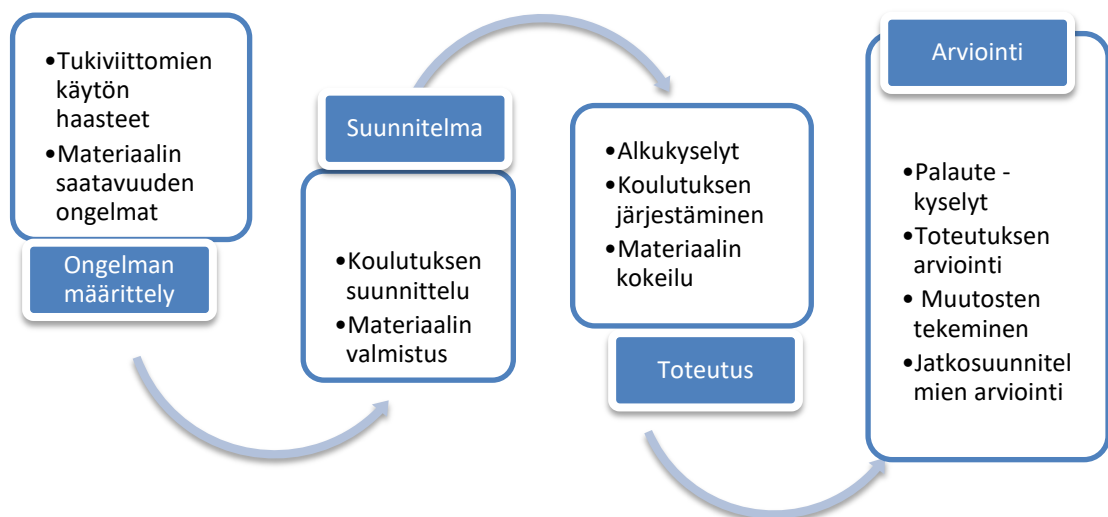 •Tukiviittomien
käytön
haasteet
•Materiaalin
saatavuuden
ongelmat
Ongelman
määrittely
Suunnitelma
•Koulutuksen
suunnittelu
•Materiaalin
valmistus
•Alkukyselyt
•Koulutuksen
järjestäminen
•Materiaalin
kokeilu
Toteutus
Arviointi
•Palaute -
kyselyt
•Toteutuksen
arviointi
• Muutosten
tekeminen
•Jatkosuunnitel
mien arviointi